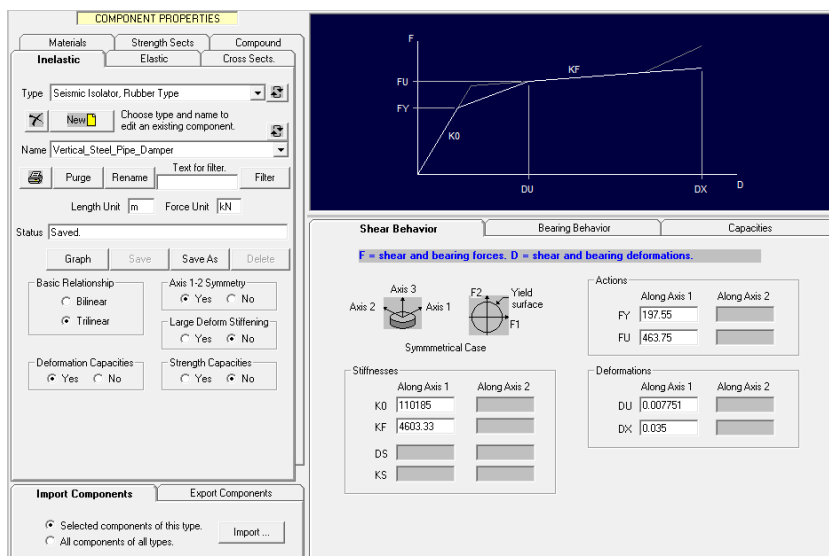 COMPONENT PROPERTIES
Materials Strength Sects Compound
Inelastic Elastic Cross Sects.
Type Seismic Isolator, Rubber Type
New Choose type and name to
edit an existing component.
Name Vertical_Steel_Pipe_Damper
Text for filter.
Purge Rename Filter
Length Unit m Force Unit kN
Status Saved.
Graph Save Save As Delete
Basic Relationship
Bilinear
Trilinear
Axis 1-2 Symmetry
Yes No
Large Deform Stiffening
Yes No
Deformation Capacities
Yes No
Strength Capacities
Yes No
Import Components Export Components
Selected components of this type.
All components of all types.
Import ...
F
FU
FY
K0
KF
DU DX D
Shear Behavior Bearing Behavior Capacities
F = shear and bearing forces. D = shear and bearing deformations.
Axis 3
Axis 2 Axis 1
F2 Yield
surface
F1
Symmmetrical Case
Stiffnesses
Along Axis 1 Along Axis 2
K0 110185
KF 4603.33
DS
KS
Actions
Along Axis 1 Along Axis 2
FY 197.55
FU 463.75
Deformations
Along Axis 1 Along Axis 2
DU 0.007751
DX 0.035